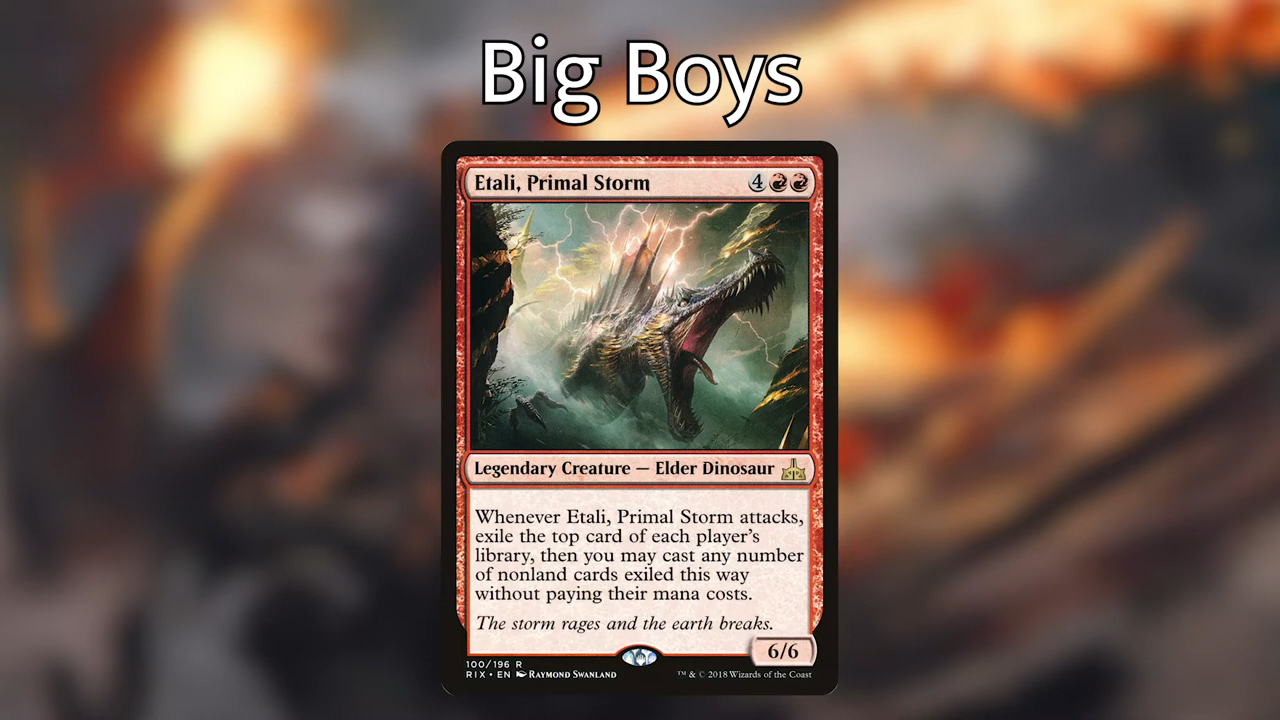 Big Boys
Etali, Primal Storm 4
Legendary Creature — Elder Dinosaur
Whenever Etali, Primal Storm attacks,
exile the top card of each player's
library, then you may cast any number
of nonland cards exiled this way
without paying their mana costs.
The storm rages and the earth breaks.
6/6
100/196 R
RIX • EN Raymond Swanland ™ & © 2018 Wizards of the Coast